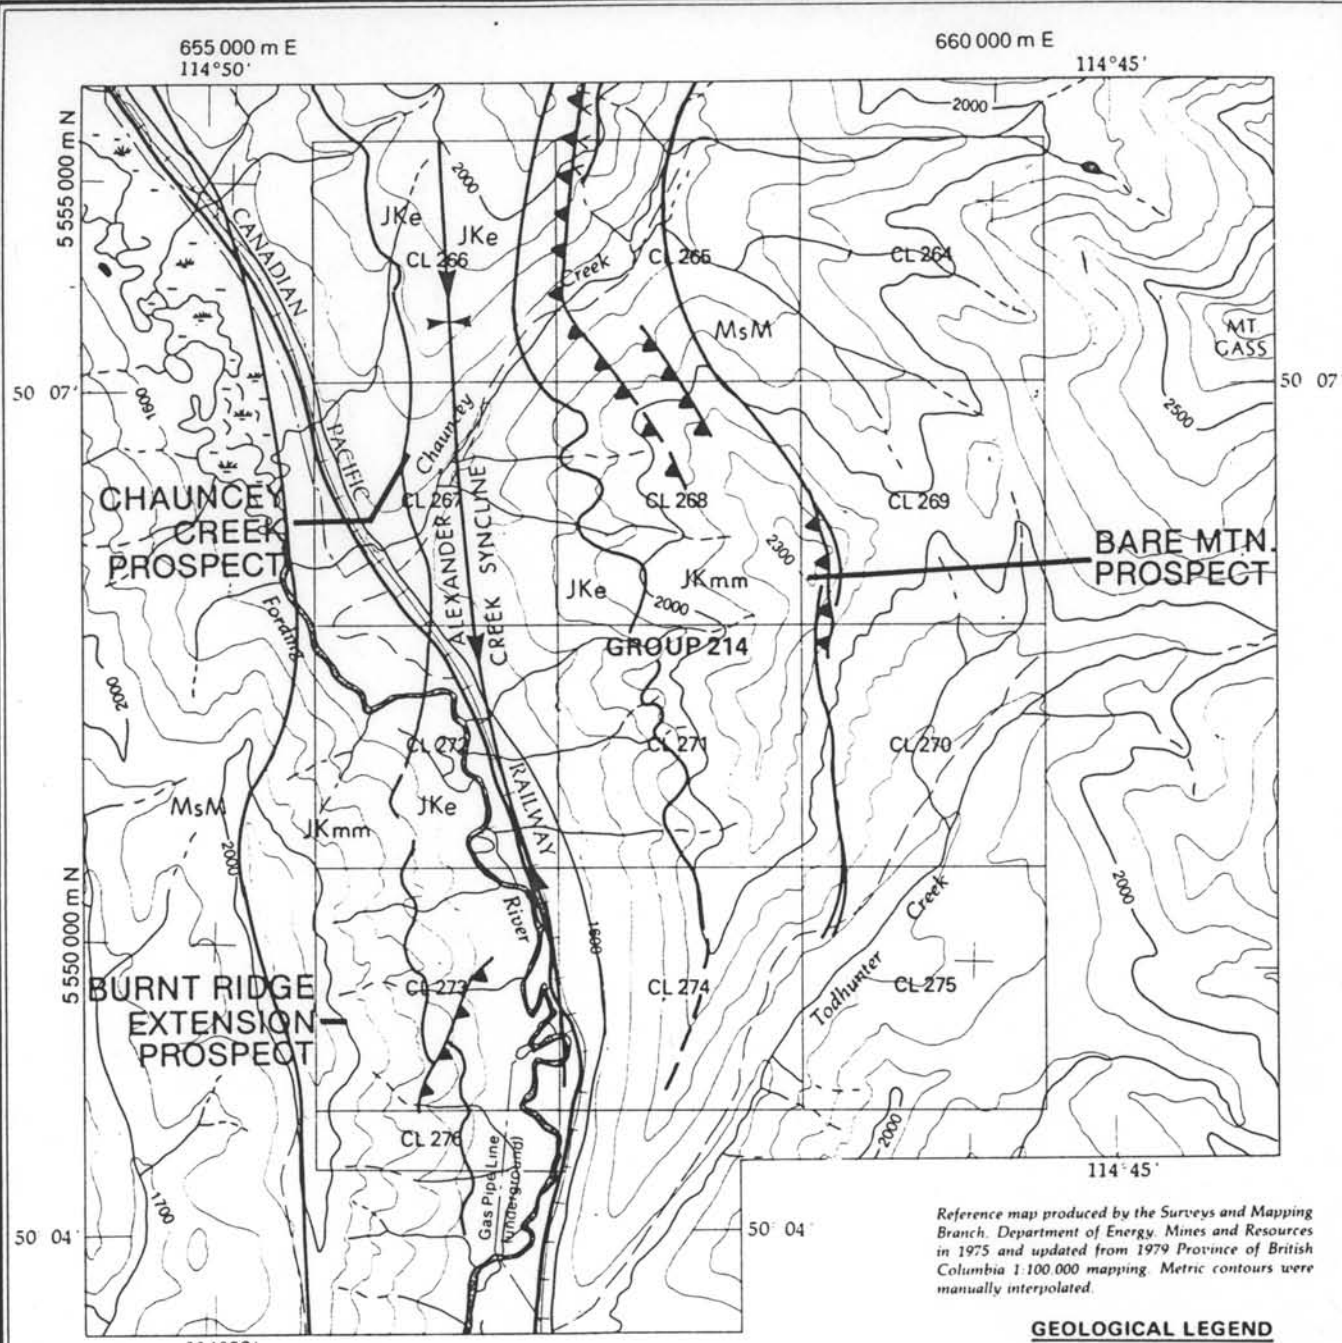 655 000 m E
114°50'
660 000 m E
114°45'
5 555 000 m N
50 07'
50 07'
1600
2000
2000
JKe
JKe
CL 266
CL 265
CL 264
Creek
CANADIAN
MsM
MT
GASS
2500
PACIFIC
Chauncey
CHAUNCEY
CREEK
PROSPECT
CL 267
CL 268
CL 269
ALEXANDER
CREEK SYNCLINE
2300
BARE MTN.
PROSPECT
JKe
JKmm
2000
Fording
GROUP 214
2000
CL 272
CL 271
CL 270
RAILWAY
MsM
JKmm
JKe
2000
2000
5 550 000 m N
River
1600
Creek
Todhunter
BURNT RIDGE
EXTENSION
PROSPECT
CL 273
CL 274
CL 275
2000
CL 276
Gas Pipe Line
(underground)
1700
114°45'
50 04'
50 04'
Reference map produced by the Surveys and Mapping
Branch, Department of Energy, Mines and Resources
in 1975 and updated from 1979 Province of British
Columbia 1:100,000 mapping. Metric contours were
manually interpolated.
GEOLOGICAL LEGEND